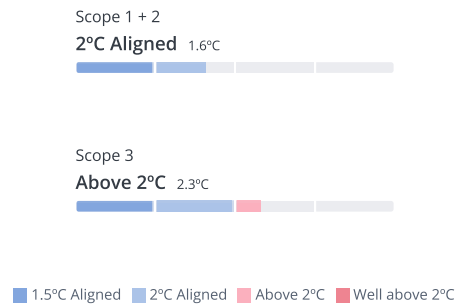 Scope 1 + 2
2ºC Aligned 1.6ºC
Scope 3
Above 2ºC 2.3ºC
1.5ºC Aligned 2ºC Aligned Above 2ºC Well above 2ºC